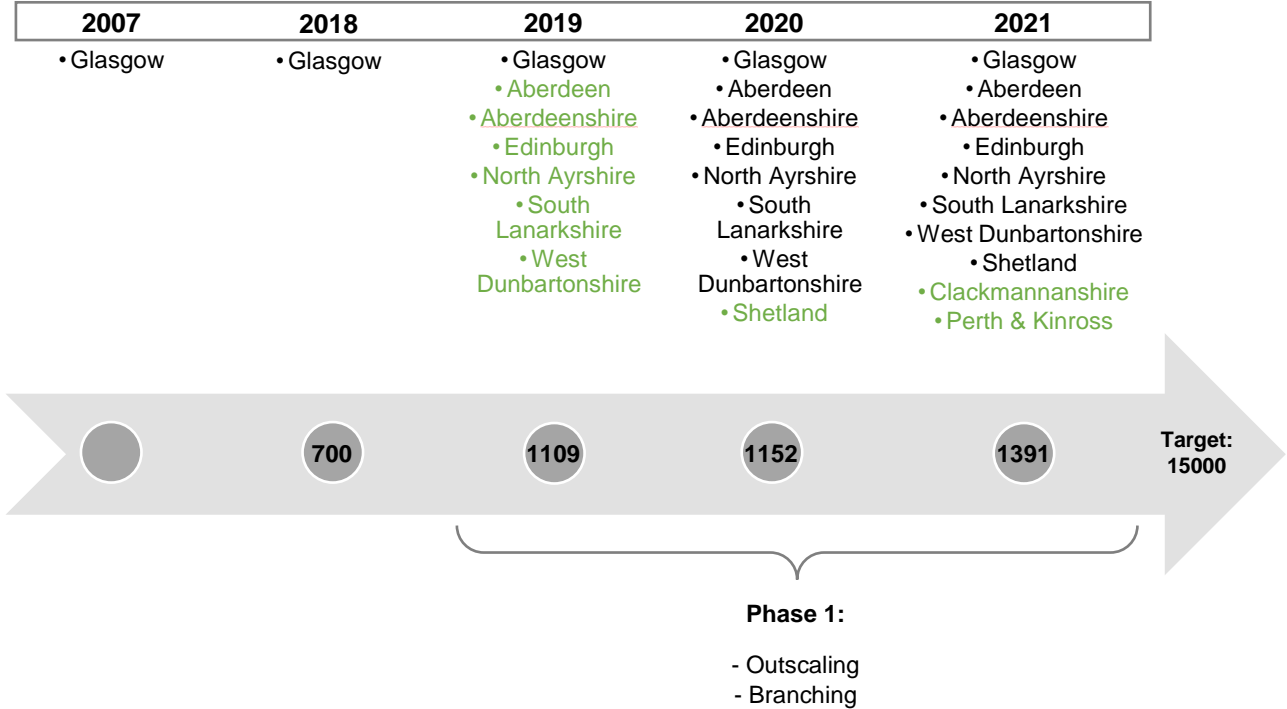 2007
2018
2019
2020
2021
• Glasgow
• Glasgow
• Glasgow
• Aberdeen
• Aberdeenshire
• Edinburgh
• North Ayrshire
• South
Lanarkshire
• West
Dunbartonshire
• Glasgow
• Aberdeen
• Aberdeenshire
• Edinburgh
• North Ayrshire
• South
Lanarkshire
• West
Dunbartonshire
• Shetland
• Glasgow
• Aberdeen
• Aberdeenshire
• Edinburgh
• North Ayrshire
• South Lanarkshire
• West Dunbartonshire
• Shetland
• Clackmannanshire
• Perth & Kinross
700
1109
1152
1391
Target:
15000
Phase 1:
- Outscaling
- Branching